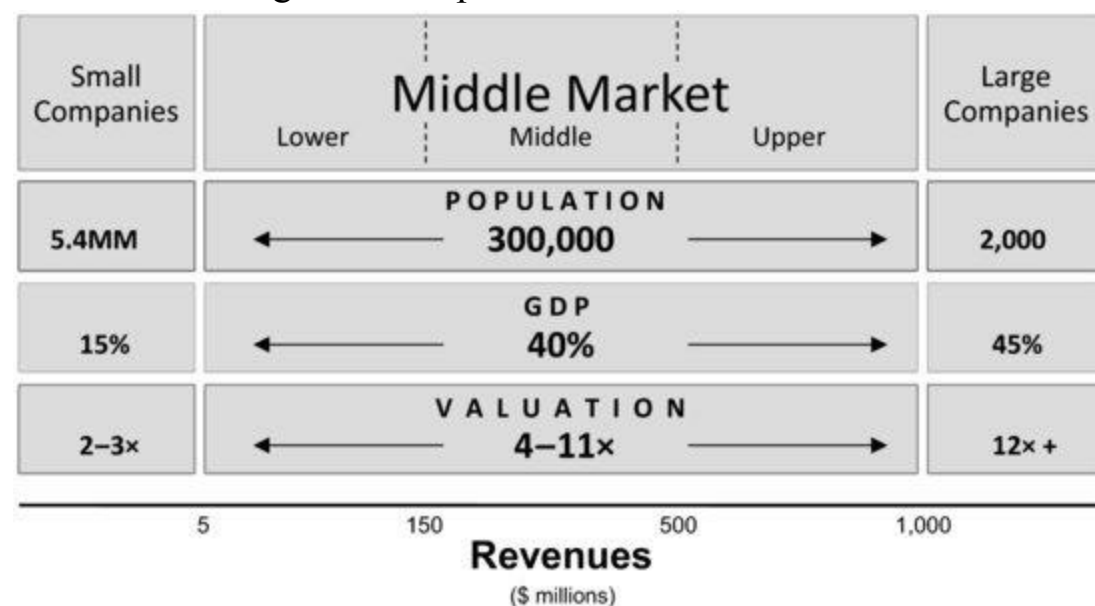 Small
Companies
Middle Market
Lower
Middle
Upper
Large
Companies
POPULATION
5.4MM
300,000
2,000
GDP
15%
40%
45%
VALUATION
2–3×
4–11×
12× +
5
150
500
1,000
Revenues
($ millions)